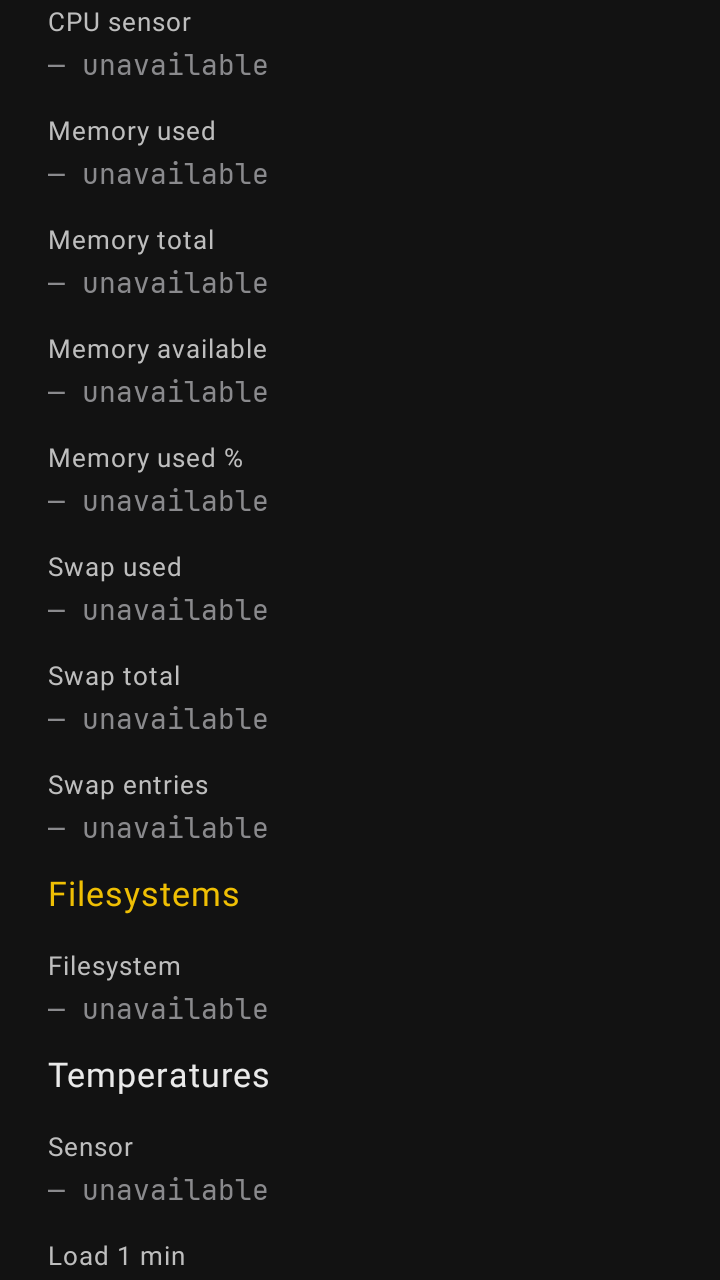 CPU sensor
— unavailable
Memory used
— unavailable
Memory total
— unavailable
Memory available
— unavailable
Memory used %
— unavailable
Swap used
— unavailable
Swap total
— unavailable
Swap entries
— unavailable
Filesystems
Filesystem
— unavailable
Temperatures
Sensor
— unavailable
Load 1 min